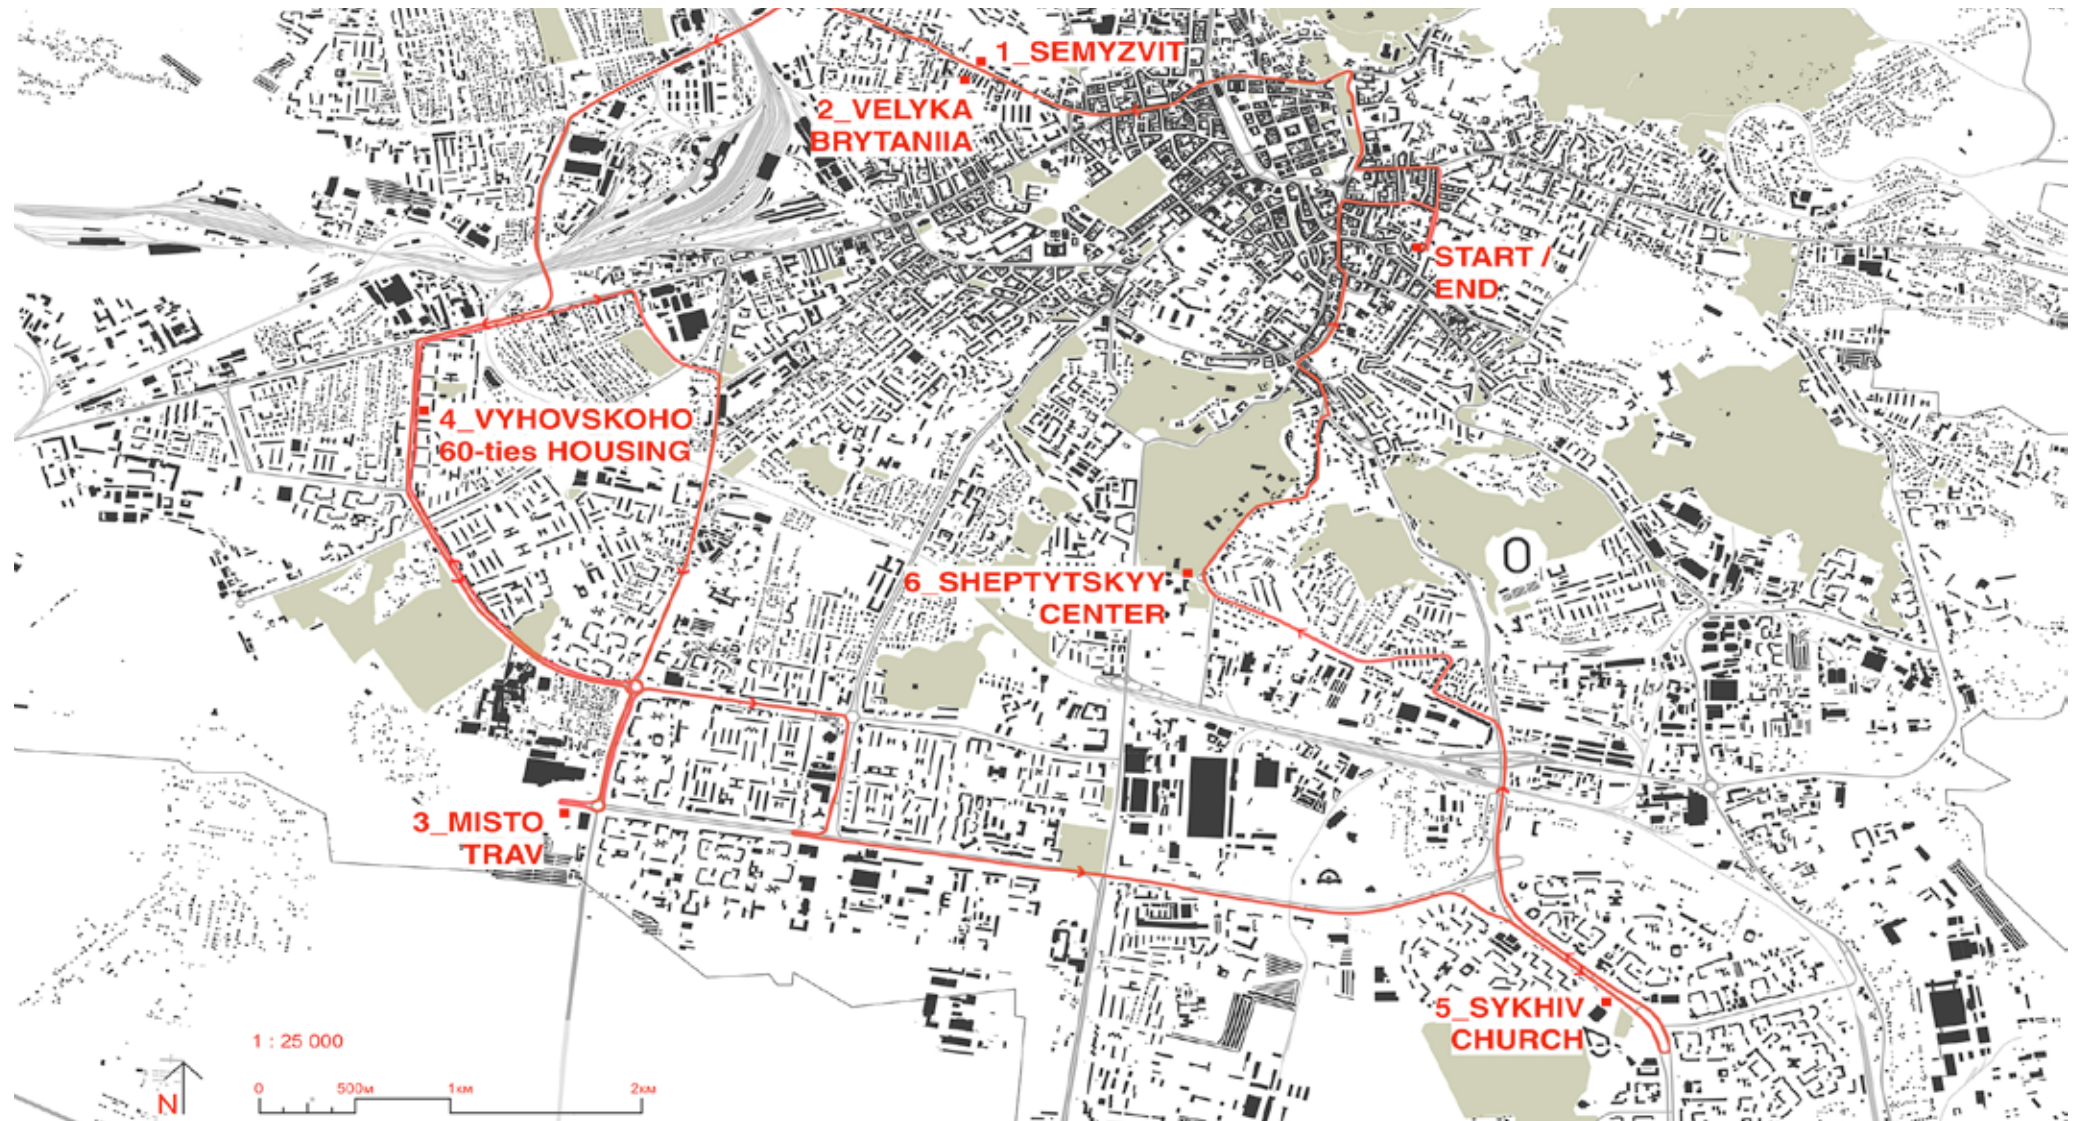 1_SEMYZVIT
2_VELYKA
BRYTANIIA
START /
END
4_VYHOVSKOHO
60-ties HOUSING
6_SHEPTYTSKYY
CENTER
3_MISTO
TRAV
5_SYKHIV
CHURCH
1 : 25 000
0 500м 1км 2км
N